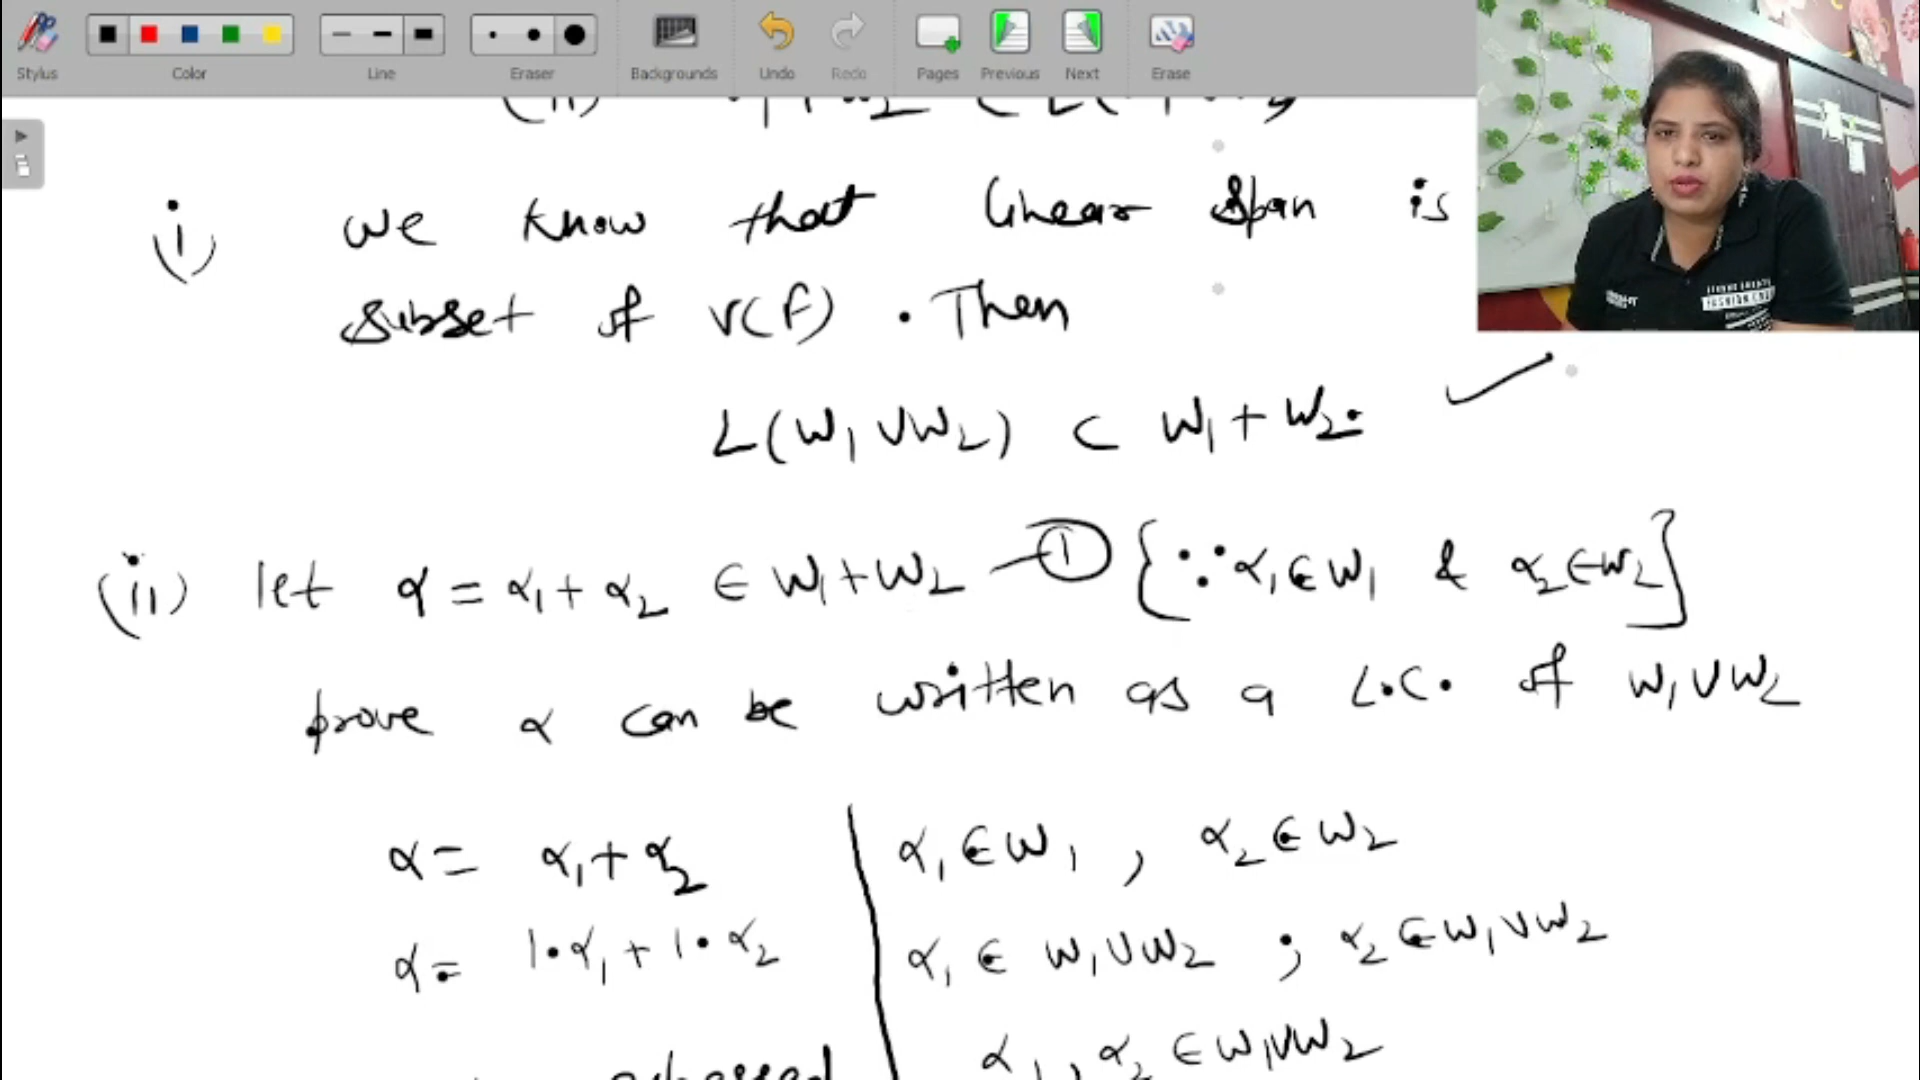 Stylus Color Line Eraser Backgrounds Undo Redo Pages Previous Next Erase
(i) we know that linear span is
subset of V(F) . Then
L(W₁ ∪ W₂) ⊂ W₁ + W₂.
(ii) let α = α₁ + α₂ ∈ W₁ + W₂ — ① {∵ α₁ ∈ W₁ & α₂ ∈ W₂]
prove α can be written as a L.C. of W₁ ∪ W₂
α = α₁ + α₂
α = 1·α₁ + 1·α₂
α₁ ∈ W₁ , α₂ ∈ W₂
α₁ ∈ W₁ ∪ W₂ ; α₂ ∈ W₁ ∪ W₂
α₁ , α₂ ∈ W₁ ∪ W₂